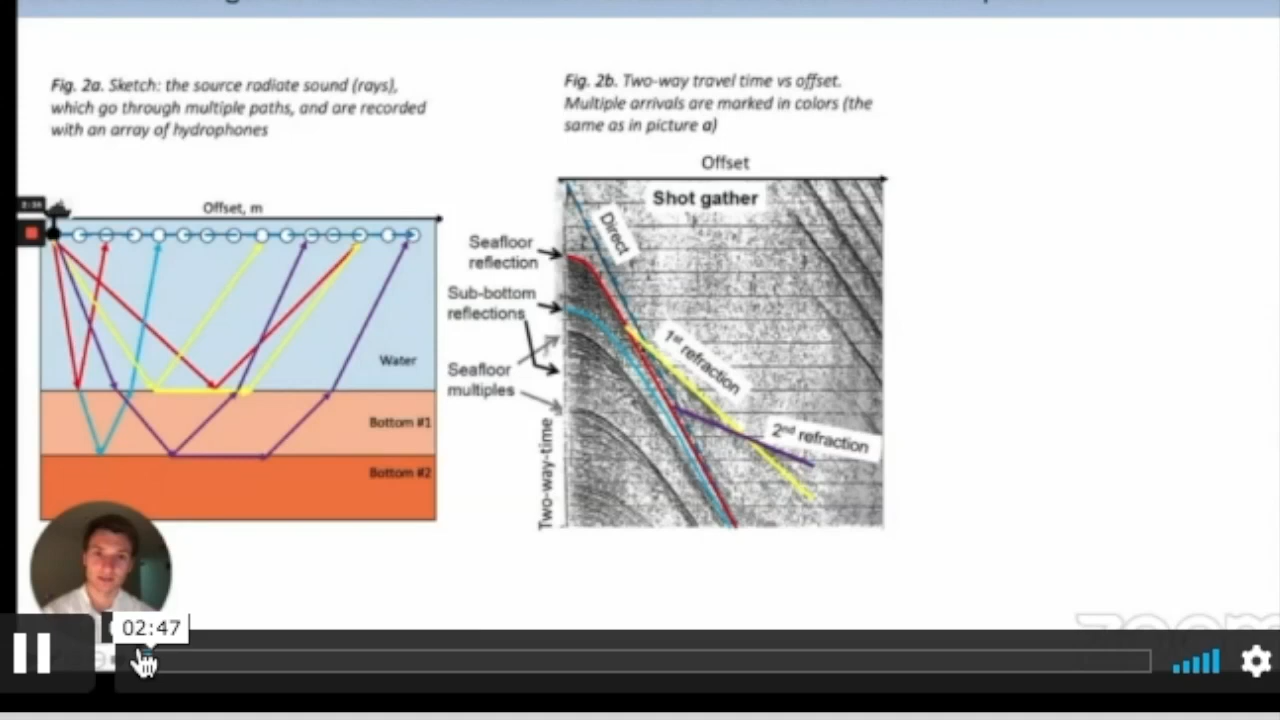 Fig. 2a. Sketch: the source radiate sound (rays),
which go through multiple paths, and are recorded
with an array of hydrophones
Fig. 2b. Two-way travel time vs offset.
Multiple arrivals are marked in colors (the
same as in picture a)
Offset, m
Water
Bottom #1
Bottom #2
Offset
Shot gather
Direct
Seafloor
reflection
Sub-bottom
reflections
Seafloor
multiples
1st refraction
2nd refraction
Two-way-time
02:47
zoom